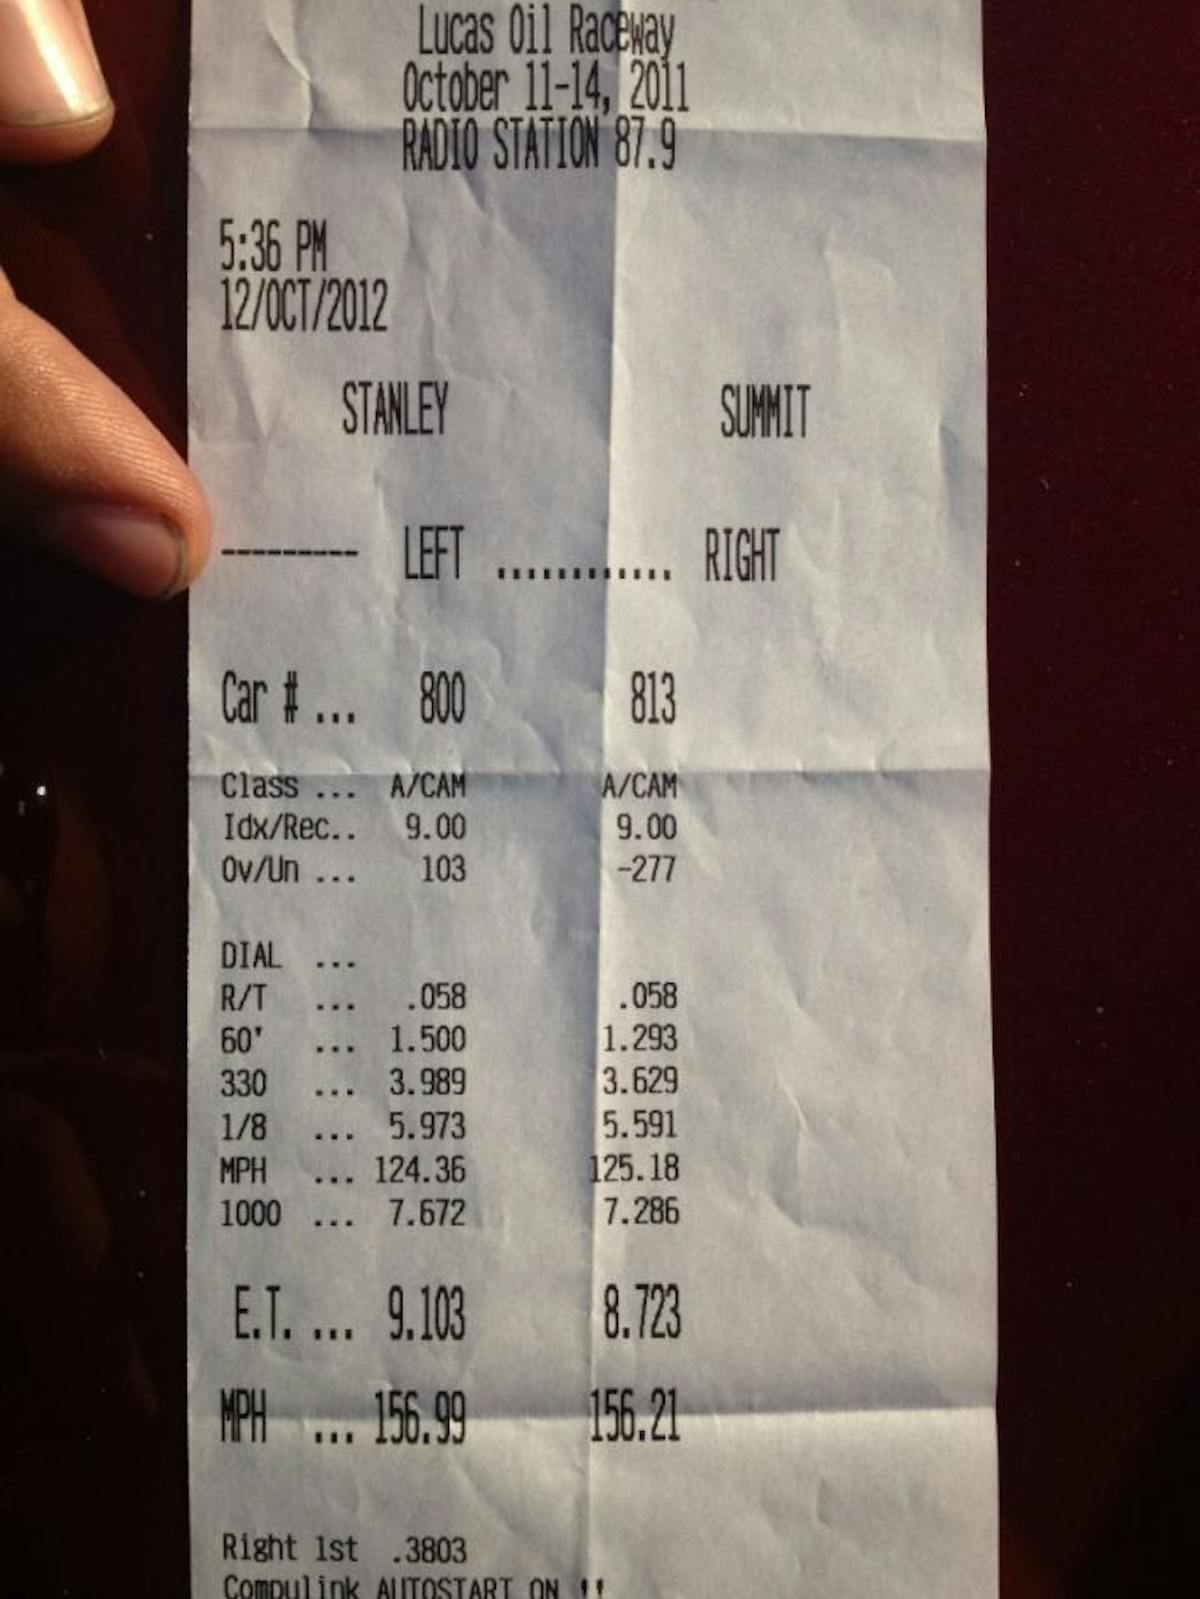 Lucas Oil Raceway
October 11-14, 2011
RADIO STATION 87.9
5:36 PM
12/OCT/2012
STANLEY SUMMIT
--------- LEFT ............ RIGHT
Car # ... 800 813
Class ... A/CAM A/CAM
Idx/Rec.. 9.00 9.00
Ov/Un ... 103 -277
DIAL ...
R/T ... .058 .058
60' ... 1.500 1.293
330 ... 3.989 3.629
1/8 ... 5.973 5.591
MPH ... 124.36 125.18
1000 ... 7.672 7.286
E.T. ... 9.103 8.723
MPH ... 156.99 156.21
Right 1st .3803
Compulink AUTOSTART ON !!